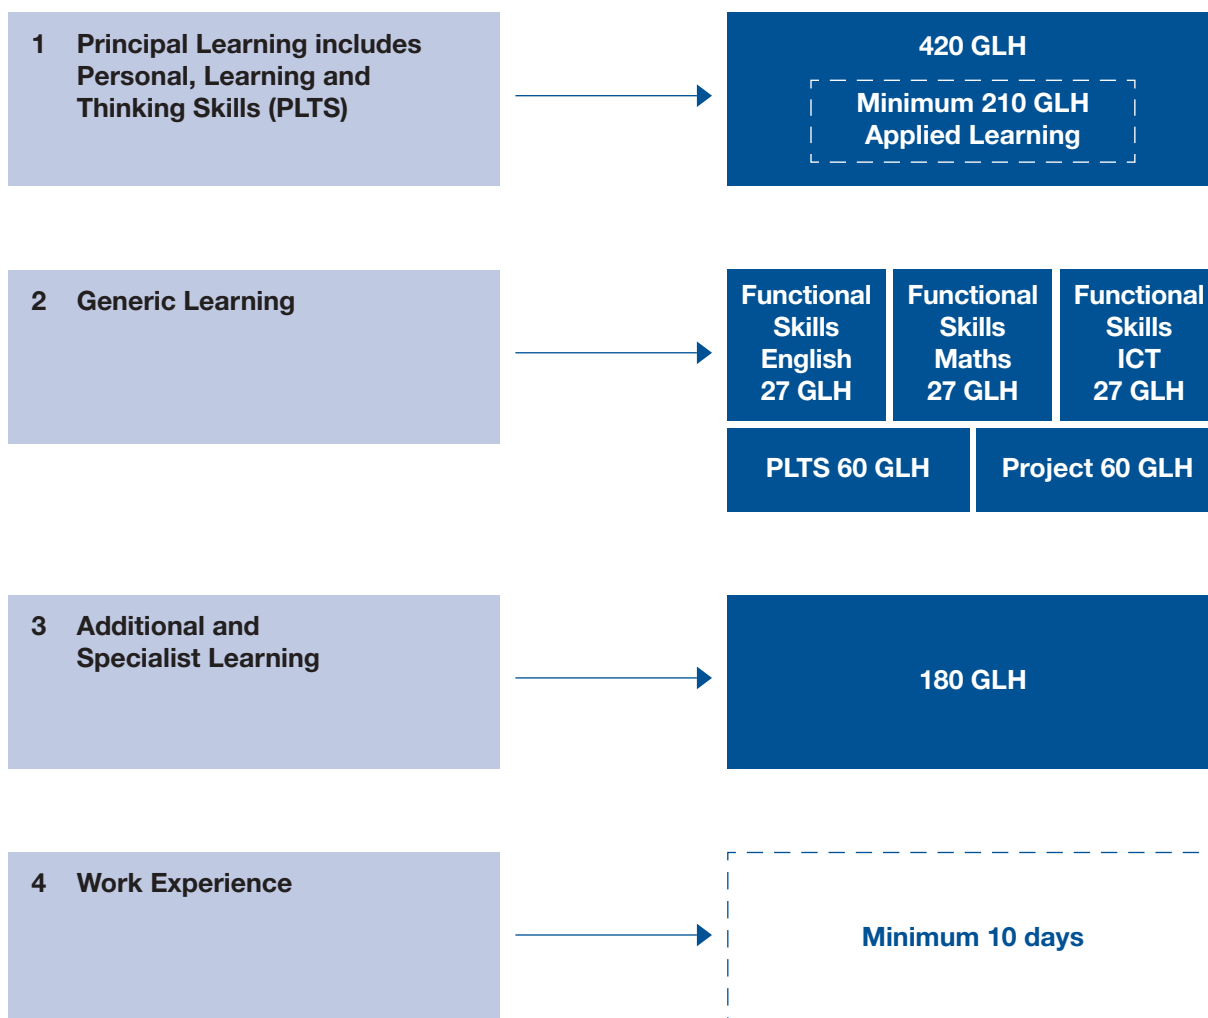 1 Principal Learning includes
Personal, Learning and
Thinking Skills (PLTS)
420 GLH
Minimum 210 GLH
Applied Learning
2 Generic Learning
Functional
Skills
English
27 GLH
Functional
Skills
Maths
27 GLH
Functional
Skills
ICT
27 GLH
PLTS 60 GLH
Project 60 GLH
3 Additional and
Specialist Learning
180 GLH
4 Work Experience
Minimum 10 days